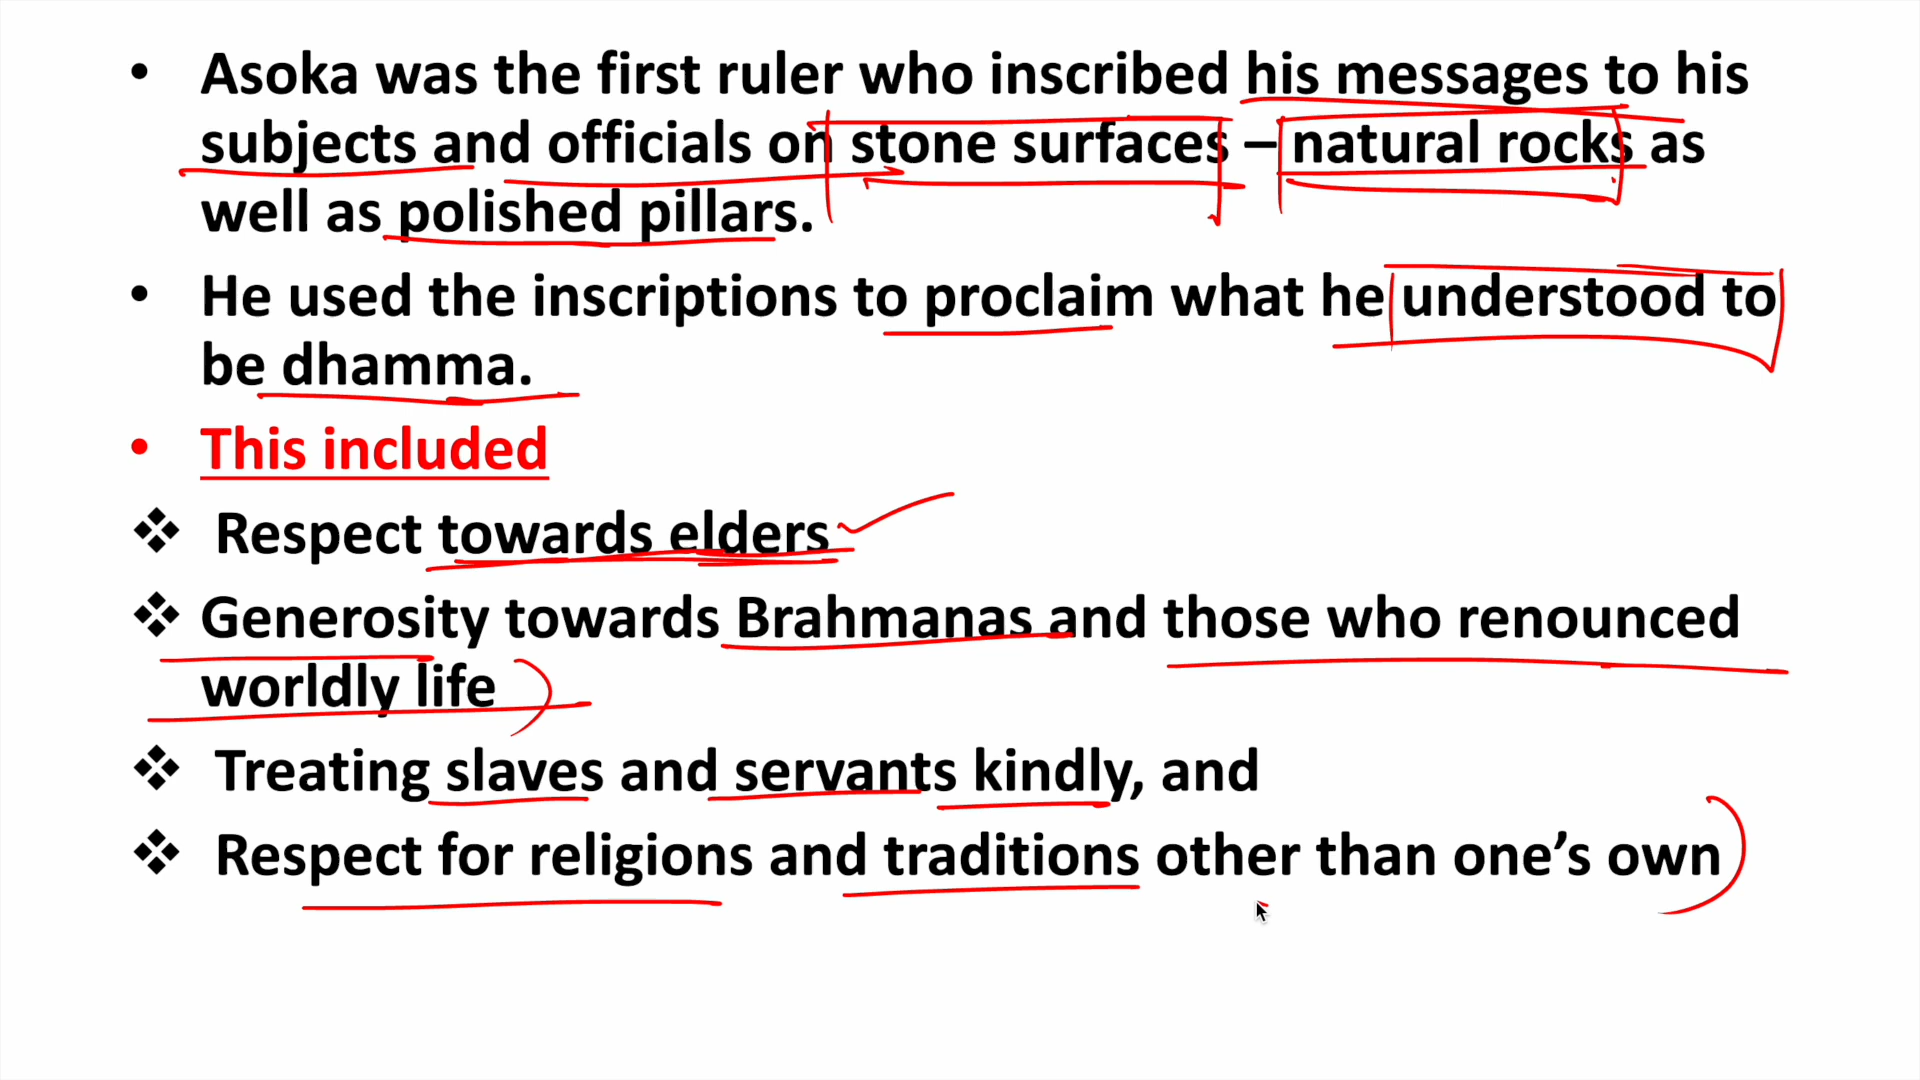 • Asoka was the first ruler who inscribed his messages to his
subjects and officials on stone surfaces – natural rocks as
well as polished pillars.
• He used the inscriptions to proclaim what he understood to
be dhamma.
• This included
❖ Respect towards elders
❖ Generosity towards Brahmanas and those who renounced
worldly life
❖ Treating slaves and servants kindly, and
❖ Respect for religions and traditions other than one’s own